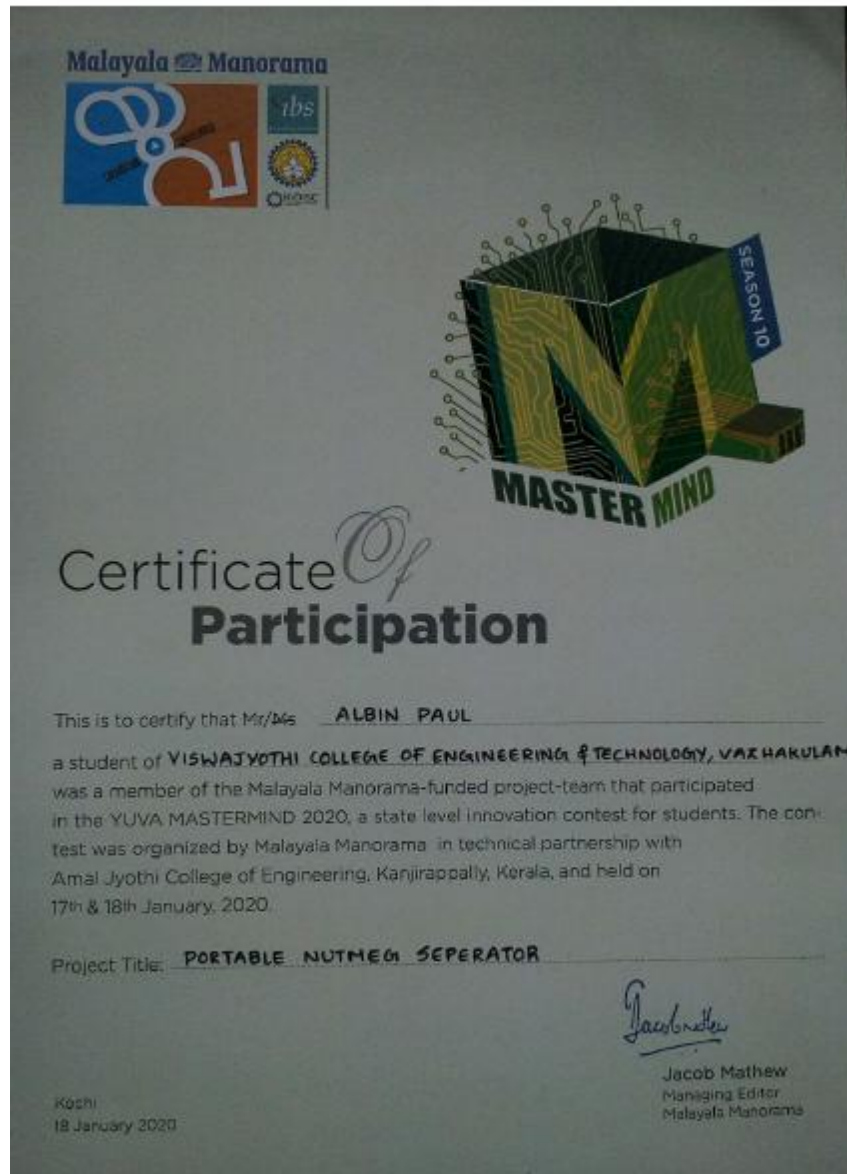 Malayala Manorama
ibs
SEASON 10
M
MASTER MIND
Certificate Of
Participation
This is to certify that Mr/Ms ALBIN PAUL
a student of VISWAJYOTHI COLLEGE OF ENGINEERING & TECHNOLOGY, VAZHAKULAM
was a member of the Malayala Manorama-funded project-team that participated
in the YUVA MASTERMIND 2020, a state level innovation contest for students. The con-
test was organized by Malayala Manorama in technical partnership with
Amal Jyothi College of Engineering, Kanjirappally, Kerala, and held on
17th & 18th January, 2020.
Project Title: PORTABLE NUTMEG SEPERATOR
Jacob Mathew
Managing Editor
Malayala Manorama
Kochi
18 January 2020